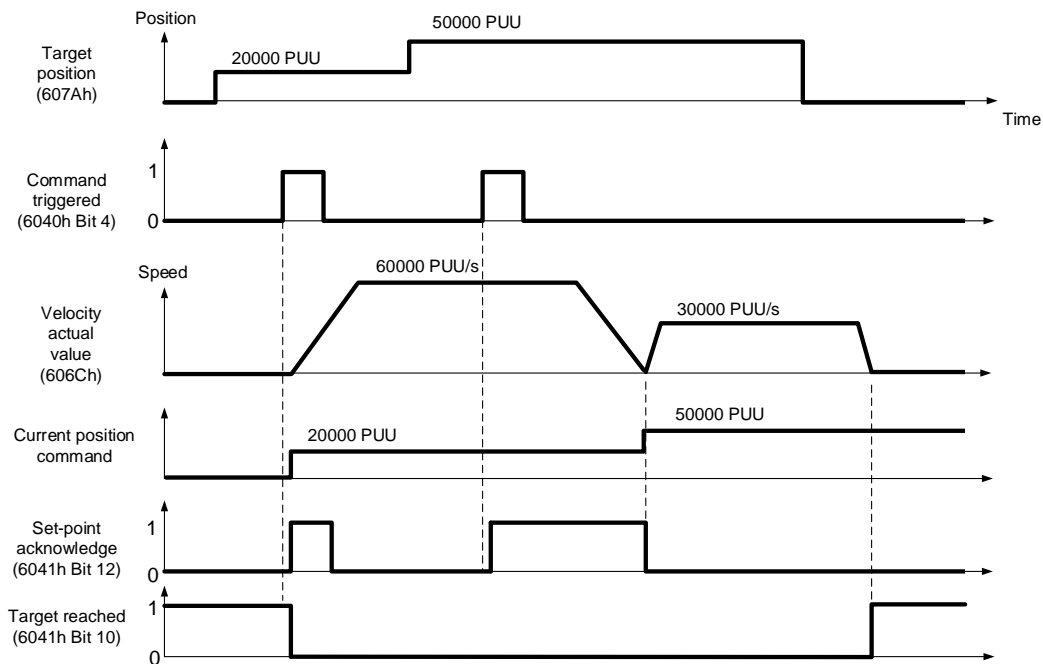 Position
50000 PUU
20000 PUU
Target
position
(607Ah)
Time
1
Command
triggered
(6040h Bit 4)
0
Speed
60000 PUU/s
30000 PUU/s
Velocity
actual
value
(606Ch)
50000 PUU
20000 PUU
Current position
command
1
Set-point
acknowledge
(6041h Bit 12)
0
1
Target reached
(6041h Bit 10)
0